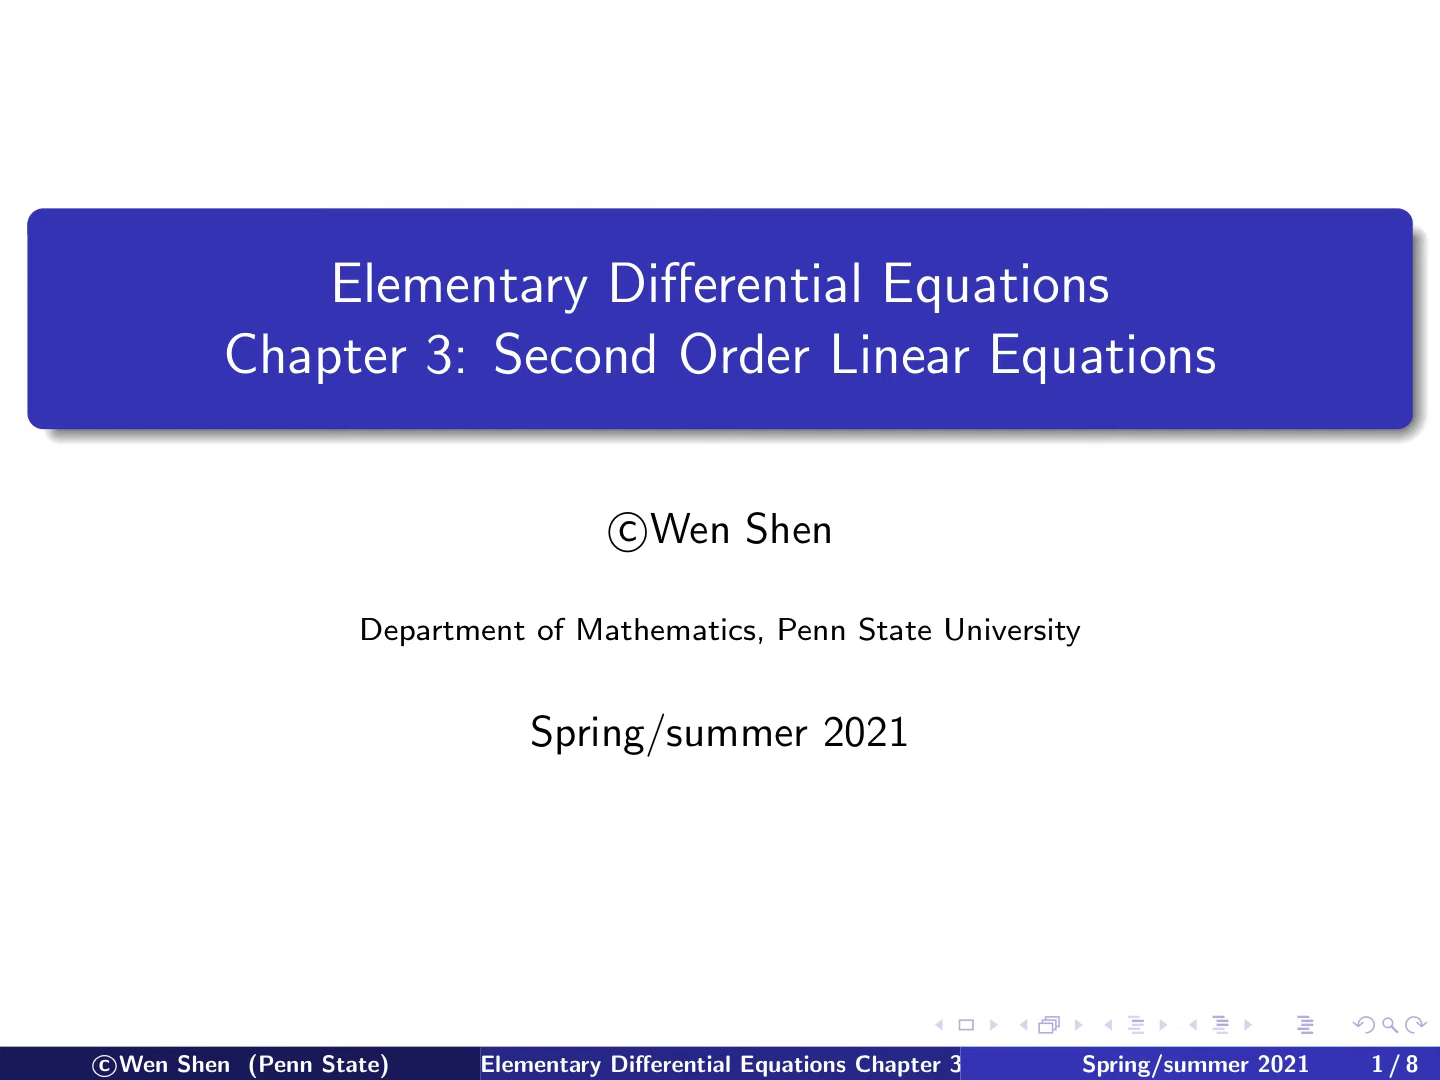 Elementary Differential Equations
Chapter 3: Second Order Linear Equations
©Wen Shen
Department of Mathematics, Penn State University
Spring/summer 2021
©Wen Shen (Penn State)
Elementary Differential Equations Chapter 3
Spring/summer 2021
1 / 8